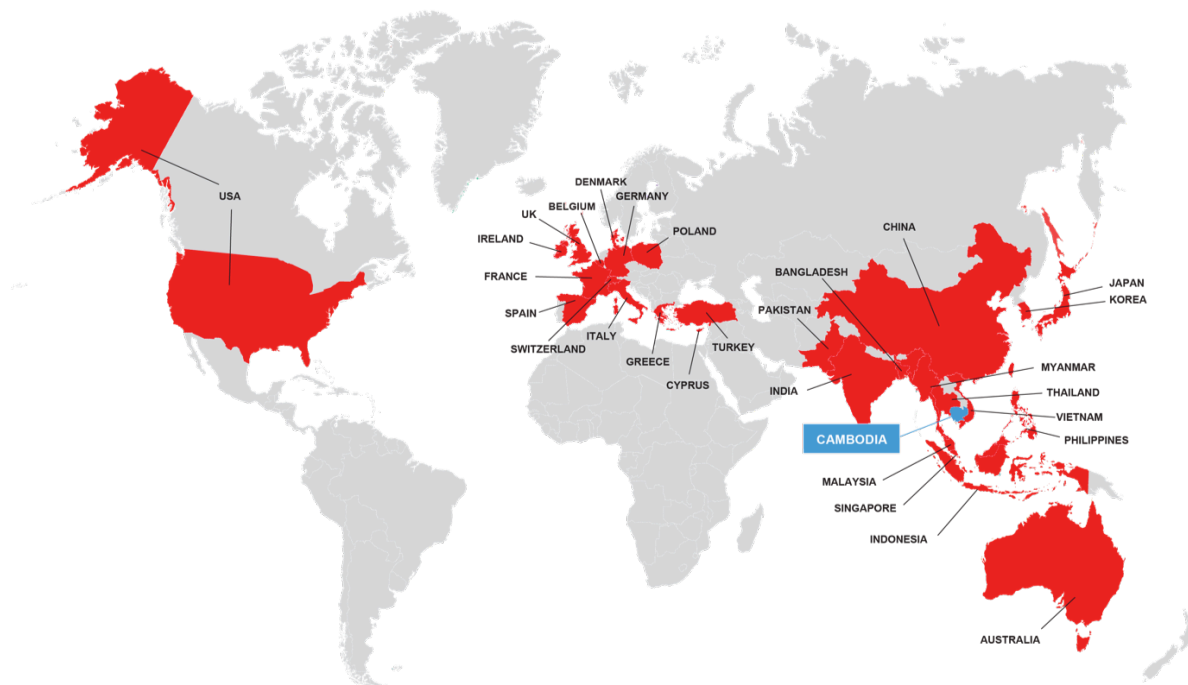 USA
DENMARK
GERMANY
BELGIUM
UK
POLAND
IRELAND
FRANCE
SPAIN
SWITZERLAND
ITALY
GREECE
CYPRUS
TURKEY
CHINA
BANGLADESH
PAKISTAN
INDIA
JAPAN
KOREA
MYANMAR
THAILAND
VIETNAM
PHILIPPINES
CAMBODIA
MALAYSIA
SINGAPORE
INDONESIA
AUSTRALIA